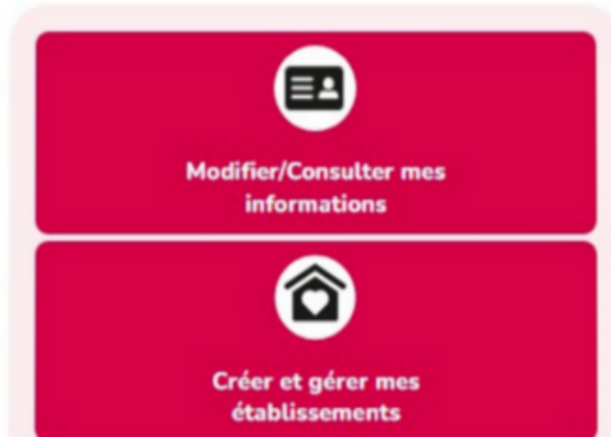 Modifier/Consulter mes
informations
Créer et gérer mes
établissements